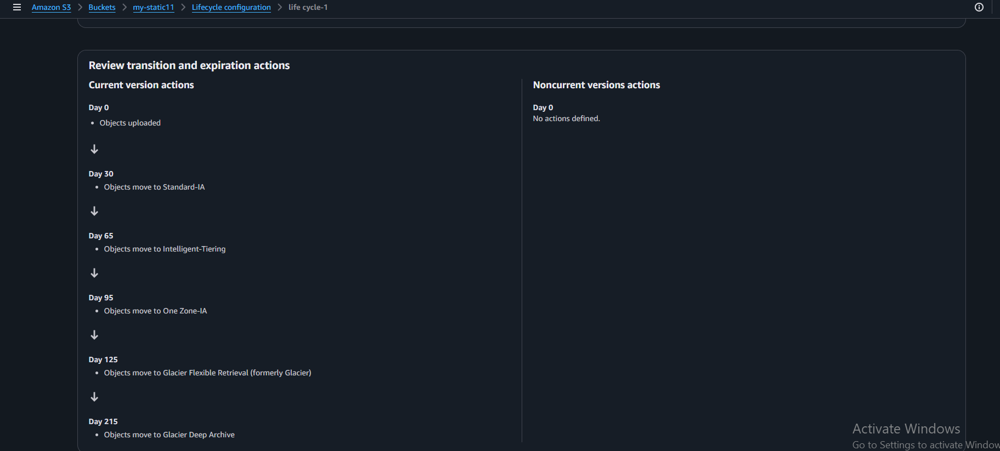 Amazon S3 > Buckets > my-static11 > Lifecycle configuration > life cycle-1
Review transition and expiration actions
Current version actions
Day 0
• Objects uploaded
↓
Day 30
• Objects move to Standard-IA
↓
Day 65
• Objects move to Intelligent-Tiering
↓
Day 95
• Objects move to One Zone-IA
↓
Day 125
• Objects move to Glacier Flexible Retrieval (formerly Glacier)
↓
Day 215
• Objects move to Glacier Deep Archive
Noncurrent versions actions
Day 0
No actions defined.
Activate Windows
Go to Settings to activate Window